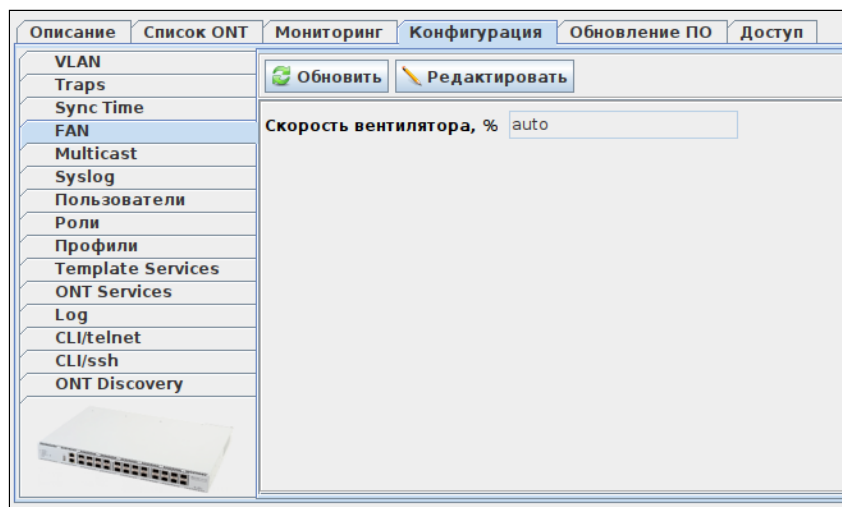 Описание Список ONT Мониторинг Конфигурация Обновление ПО Доступ
VLAN
Traps
Sync Time
FAN
Multicast
Syslog
Пользователи
Роли
Профили
Template Services
ONT Services
Log
CLI/telnet
CLI/ssh
ONT Discovery
Обновить Редактировать
Скорость вентилятора, % auto